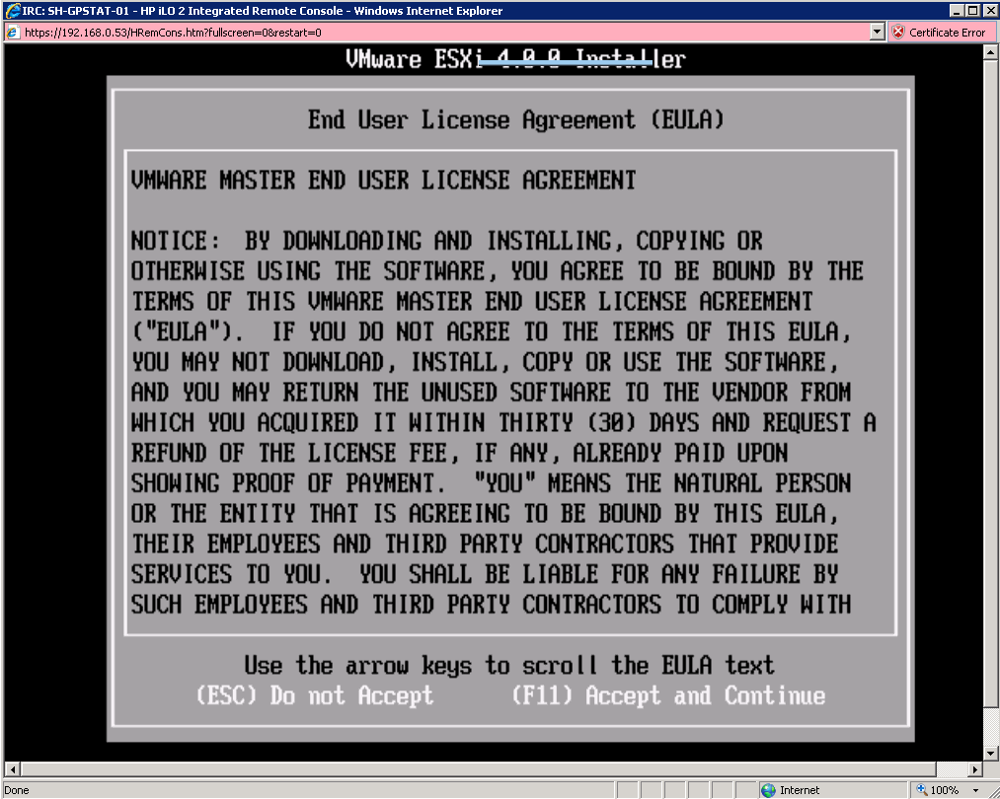 IRC: SH-GPSTAT-01 - HP iLO 2 Integrated Remote Console - Windows Internet Explorer
https://192.168.0.53/HRemCons.htm?fullscreen=0&restart=0
Certificate Error
VMware ESXi 4.0.0 Installer
End User License Agreement (EULA)
VMWARE MASTER END USER LICENSE AGREEMENT
NOTICE:  BY DOWNLOADING AND INSTALLING, COPYING OR
OTHERWISE USING THE SOFTWARE, YOU AGREE TO BE BOUND BY THE
TERMS OF THIS VMWARE MASTER END USER LICENSE AGREEMENT
("EULA").  IF YOU DO NOT AGREE TO THE TERMS OF THIS EULA,
YOU MAY NOT DOWNLOAD, INSTALL, COPY OR USE THE SOFTWARE,
AND YOU MAY RETURN THE UNUSED SOFTWARE TO THE VENDOR FROM
WHICH YOU ACQUIRED IT WITHIN THIRTY (30) DAYS AND REQUEST A
REFUND OF THE LICENSE FEE, IF ANY, ALREADY PAID UPON
SHOWING PROOF OF PAYMENT.  "YOU" MEANS THE NATURAL PERSON
OR THE ENTITY THAT IS AGREEING TO BE BOUND BY THIS EULA,
THEIR EMPLOYEES AND THIRD PARTY CONTRACTORS THAT PROVIDE
SERVICES TO YOU.  YOU SHALL BE LIABLE FOR ANY FAILURE BY
SUCH EMPLOYEES AND THIRD PARTY CONTRACTORS TO COMPLY WITH
Use the arrow keys to scroll the EULA text
(ESC) Do not Accept
(F11) Accept and Continue
Done
Internet
100%